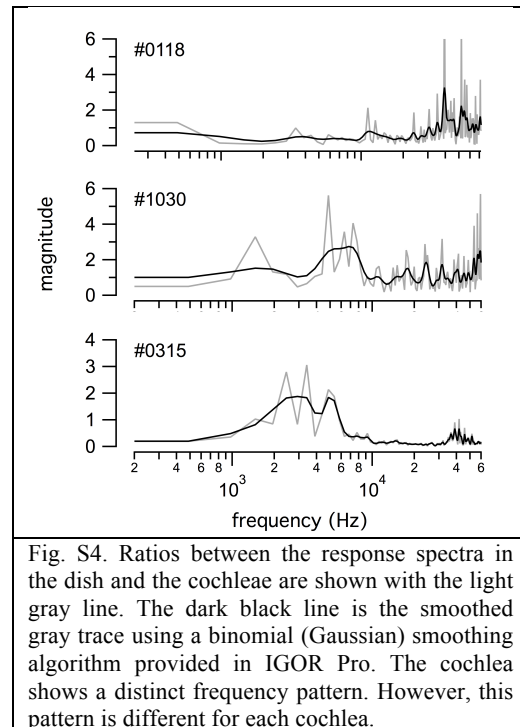 6
#0118
4
2
0
6
#1030
4
2
0
magnitude
4
#0315
3
2
1
0
2 4 6 8 10³ 2 4 6 8 10⁴ 2 4 6
frequency (Hz)
Fig. S4. Ratios between the response spectra in
the dish and the cochleae are shown with the light
gray line. The dark black line is the smoothed
gray trace using a binomial (Gaussian) smoothing
algorithm provided in IGOR Pro. The cochlea
shows a distinct frequency pattern. However, this
pattern is different for each cochlea.